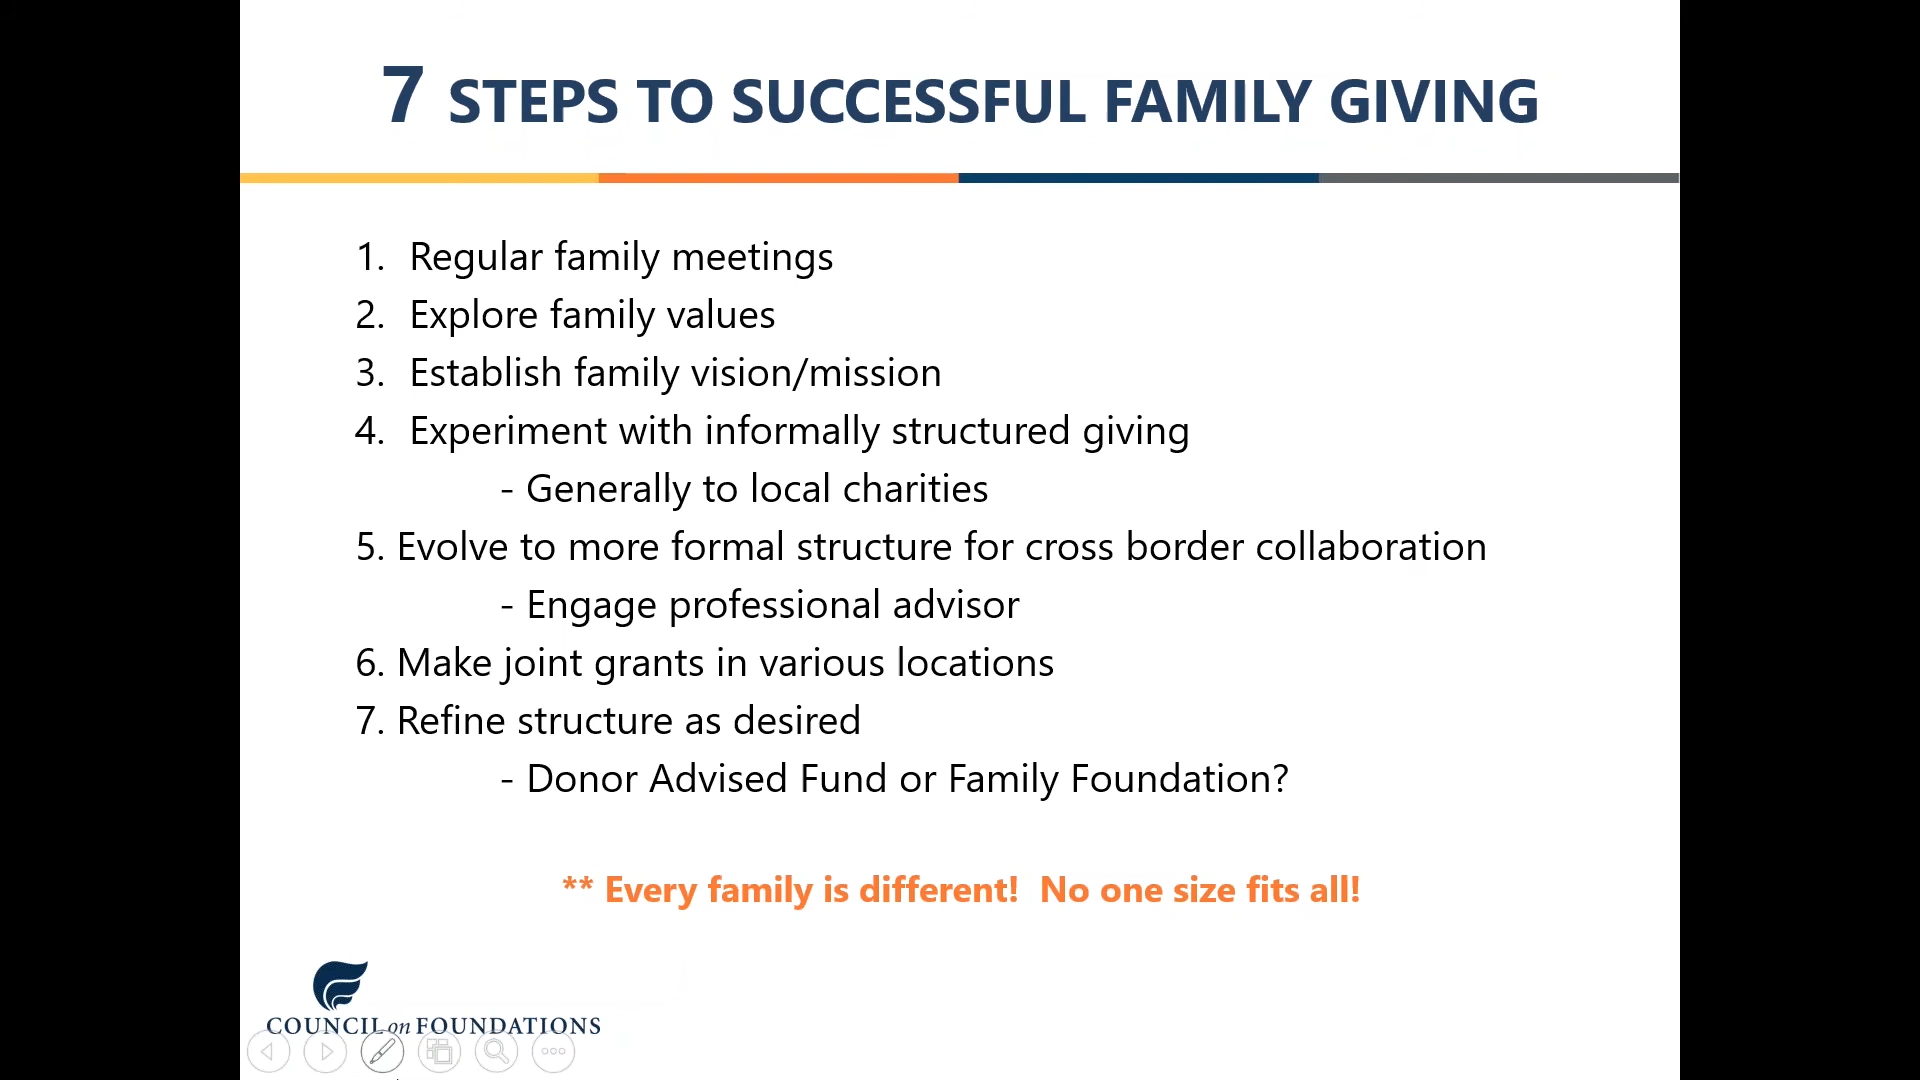 7 STEPS TO SUCCESSFUL FAMILY GIVING
1. Regular family meetings
2. Explore family values
3. Establish family vision/mission
4. Experiment with informally structured giving
- Generally to local charities
5. Evolve to more formal structure for cross border collaboration
- Engage professional advisor
6. Make joint grants in various locations
7. Refine structure as desired
- Donor Advised Fund or Family Foundation?
** Every family is different!  No one size fits all!
COUNCIL on FOUNDATIONS